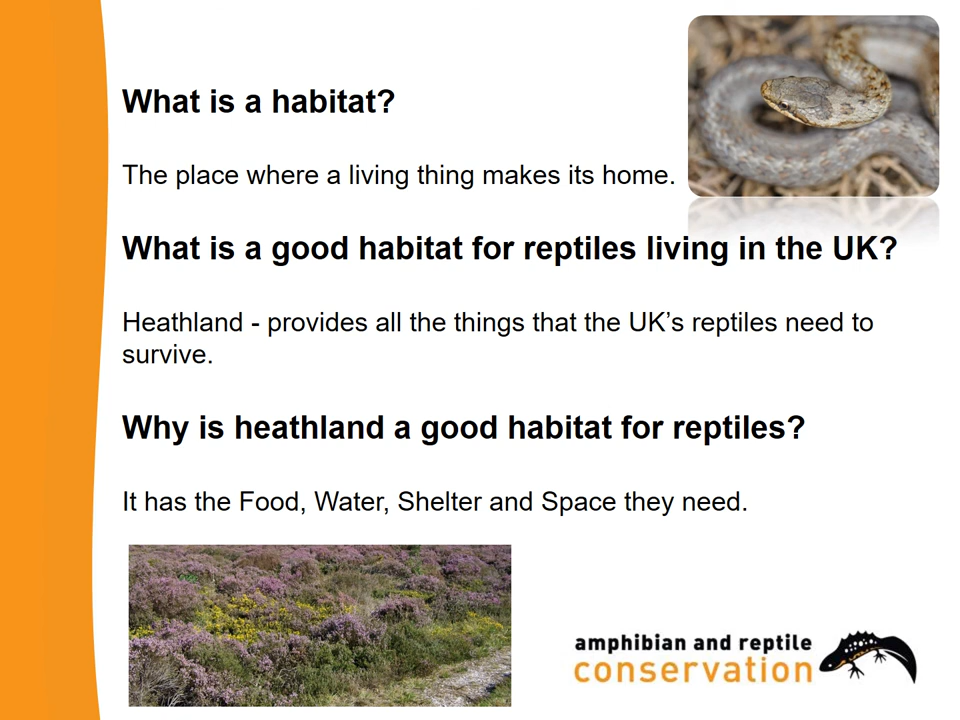 What is a habitat?
The place where a living thing makes its home.
What is a good habitat for reptiles living in the UK?
Heathland - provides all the things that the UK’s reptiles need to
survive.
Why is heathland a good habitat for reptiles?
It has the Food, Water, Shelter and Space they need.
amphibian and reptile
conservation